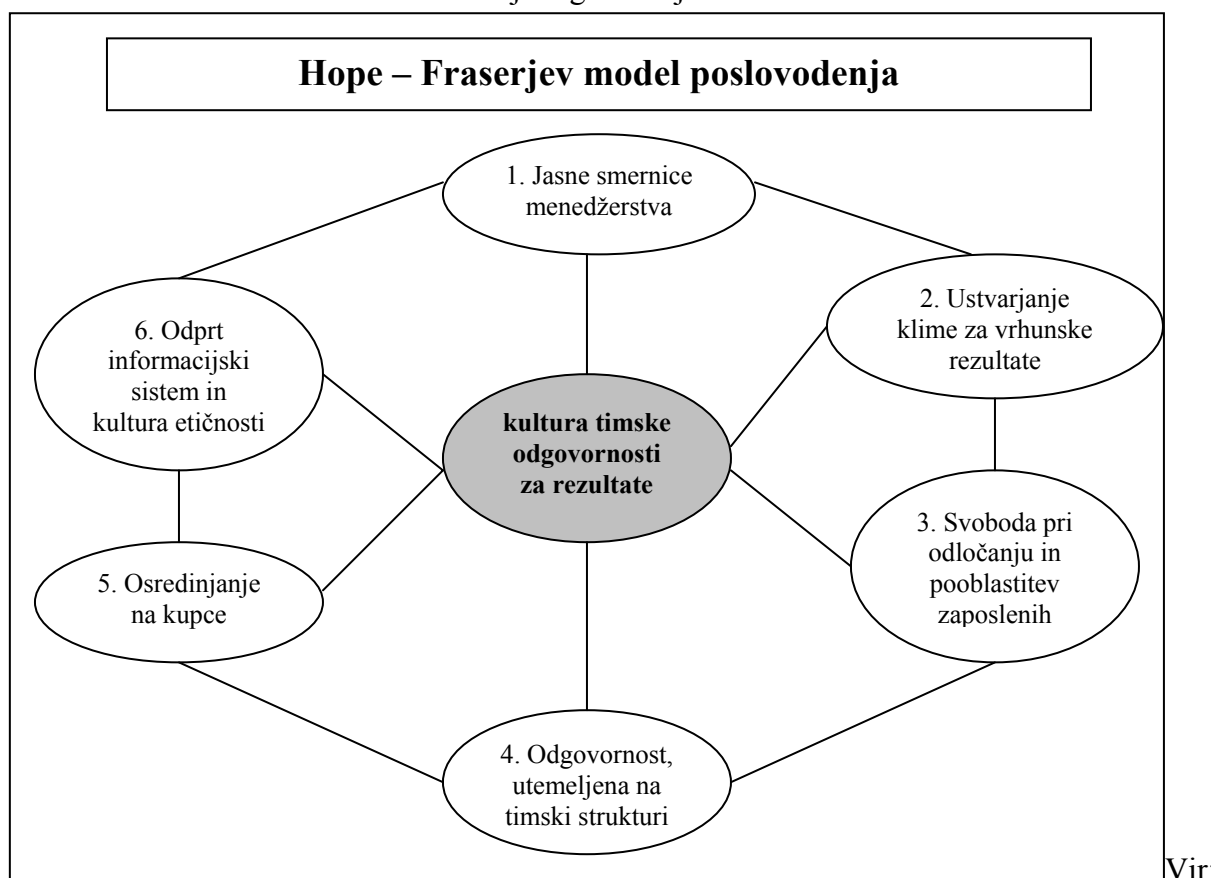 Hope – Fraserjev model poslovodenja
1. Jasne smernice
menedžerstva
2. Ustvarjanje
klime za vrhunske
rezultate
6. Odprt
informacijski
sistem in
kultura etičnosti
kultura timske
odgovornosti
za rezultate
3. Svoboda pri
odločanju in
pooblastitev
zaposlenih
5. Osredinjanje
na kupce
4. Odgovornost,
utemeljena na
timski strukturi
Vir